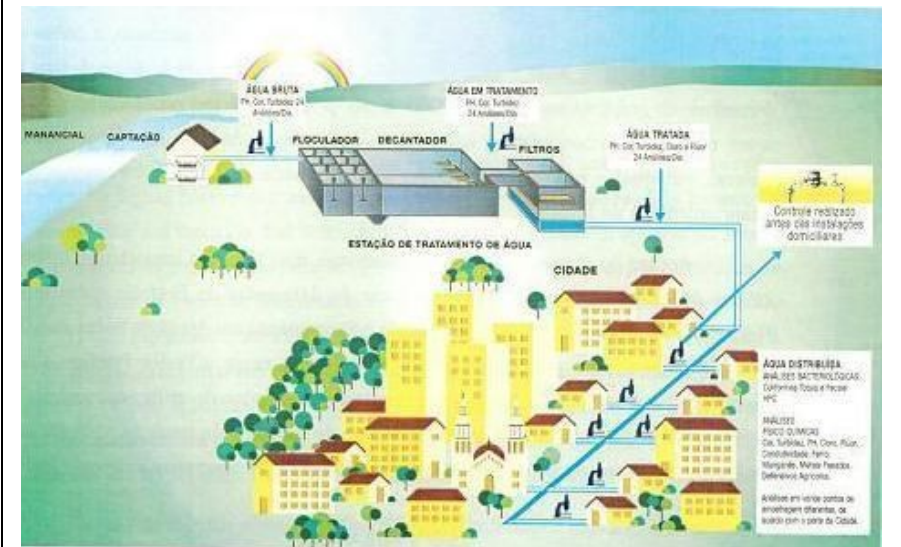 ÁGUA BRUTA
PH, Cor, Turbidez 24
Análises/Dia
ÁGUA EM TRATAMENTO
PH, Cor, Turbidez
24 Análises/Dia
MANANCIAL
CAPTAÇÃO
FLOCULADOR
DECANTADOR
FILTROS
ÁGUA TRATADA
PH, Cor, Turbidez, Cloro e Flúor
24 Análises/Dia
ESTAÇÃO DE TRATAMENTO DE ÁGUA
CIDADE
Controle realizado
antes das instalações
domiciliares
ÁGUA DISTRIBUÍDA
ANÁLISES BACTERIOLÓGICAS
Coliformes Totais e Fecais
HPC
ANÁLISES
FÍSICO QUÍMICAS
Cor, Turbidez, PH, Cloro, Flúor,
Condutividade, Ferro,
Manganês, Metais Pesados,
Defensivos Agrícolas.
Análises em vários pontos de
amostragem diferentes, de
acordo com o porte da Cidade.